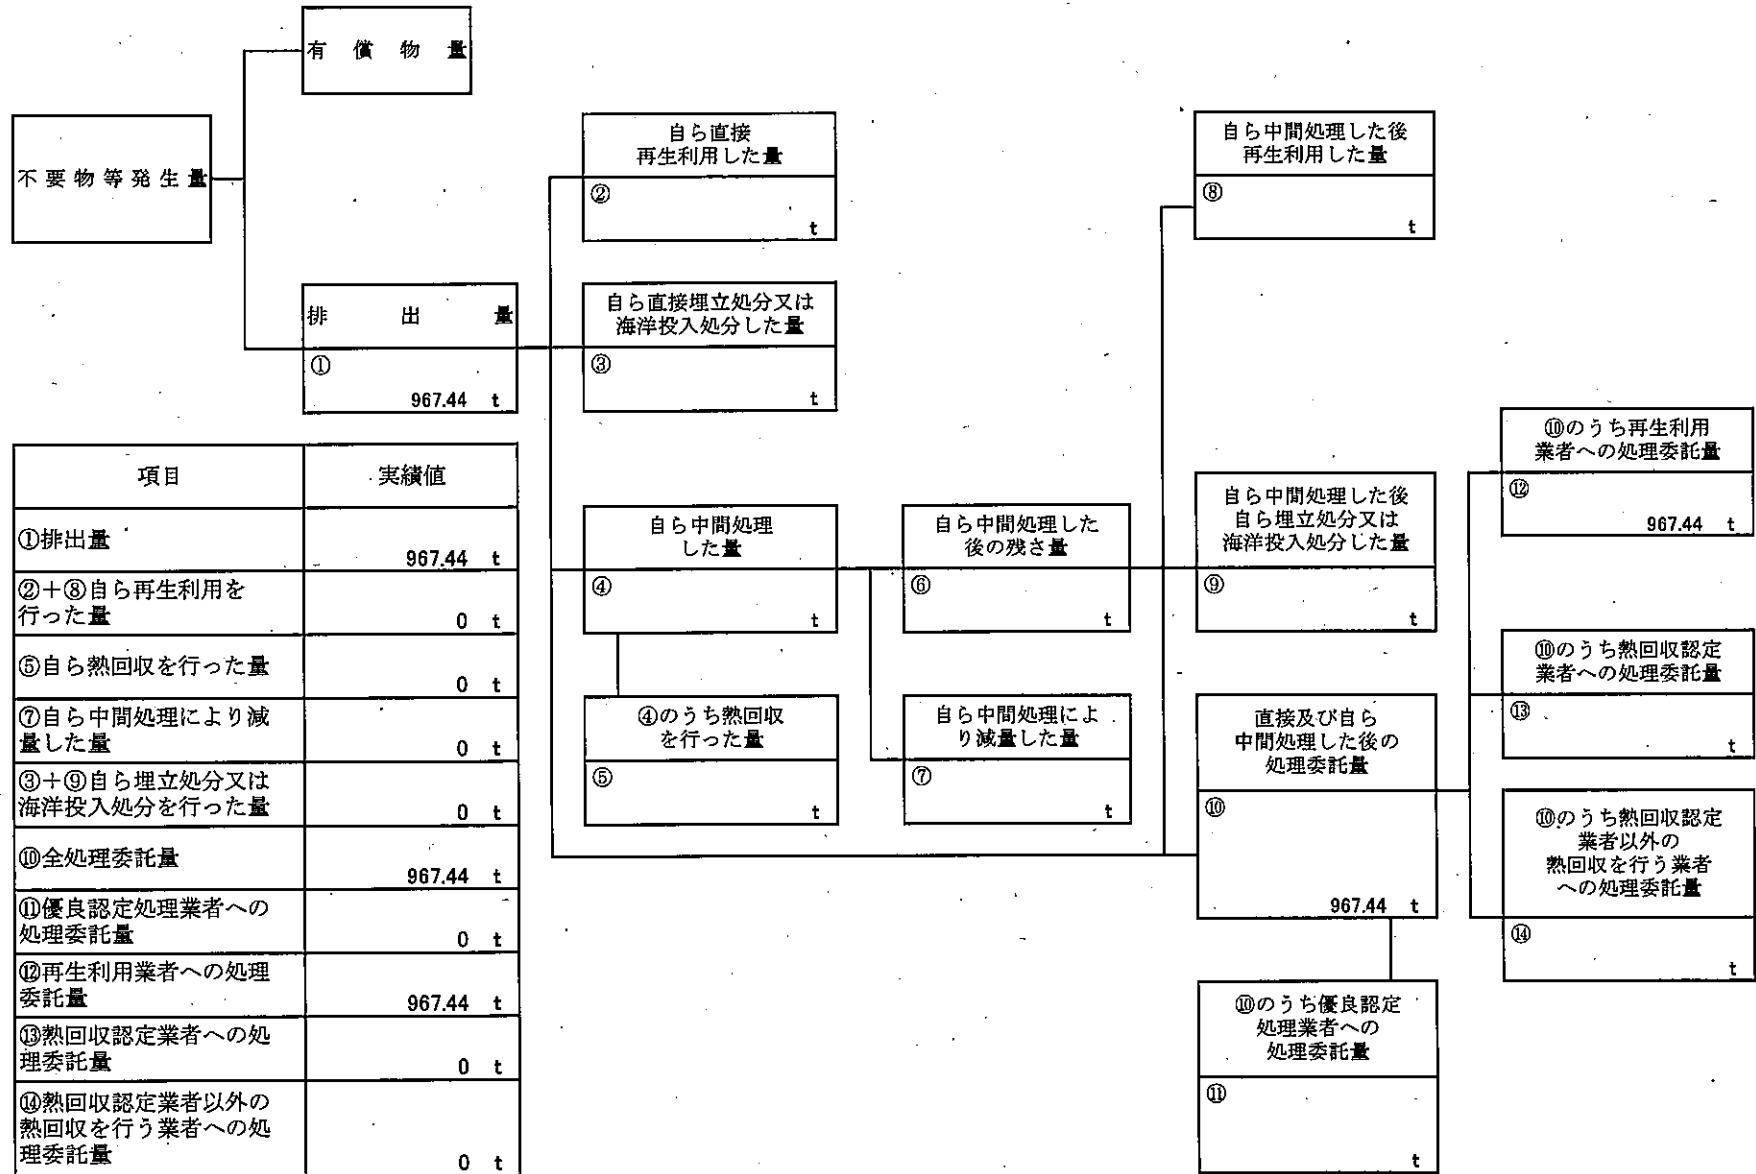 有償物量
不要物等発生量
自ら直接
再生利用した量
②
t
自ら中間処理した後
再生利用した量
⑧
t
排出量
①
967.44 t
自ら直接埋立処分又は
海洋投入処分した量
③
t
自ら中間処理
した量
④
t
自ら中間処理した
後の残さ量
⑥
t
自ら中間処理した後
自ら埋立処分又は
海洋投入処分した量
⑨
t
⑩のうち再生利用
業者への処理委託量
⑫
967.44 t
④のうち熱回収
を行った量
⑤
t
自ら中間処理によ
り減量した量
⑦
t
直接及び自ら
中間処理した後の
処理委託量
⑩
967.44 t
⑩のうち熱回収認定
業者への処理委託量
⑬
t
⑩のうち熱回収認定
業者以外の
熱回収を行う業者
への処理委託量
⑭
t
⑩のうち優良認定
処理業者への
処理委託量
⑪
t
項目 実績値
①排出量
967.44 t
②+⑧自ら再生利用を
行った量
0 t
⑤自ら熱回収を行った量
0 t
⑦自ら中間処理により減
量した量
0 t
③+⑨自ら埋立処分又は
海洋投入処分を行った量
0 t
⑩全処理委託量
967.44 t
⑪優良認定処理業者への
処理委託量
0 t
⑫再生利用業者への処理
委託量
967.44 t
⑬熱回収認定業者への処
理委託量
0 t
⑭熱回収認定業者以外の
熱回収を行う業者への処
理委託量
0 t